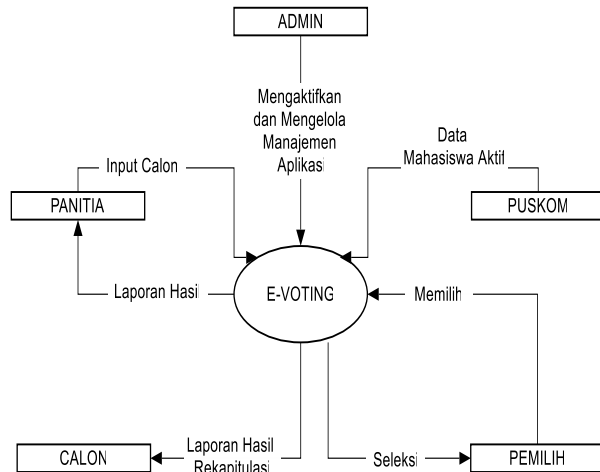 ADMIN
Mengaktifkan
dan Mengelola
Manajemen
Aplikasi
Data
Mahasiswa Aktif
Input Calon
PANITIA
PUSKOM
Laporan Hasil
E-VOTING
Memilih
Laporan Hasil
Rekapitulasi
CALON
Seleksi
PEMILIH